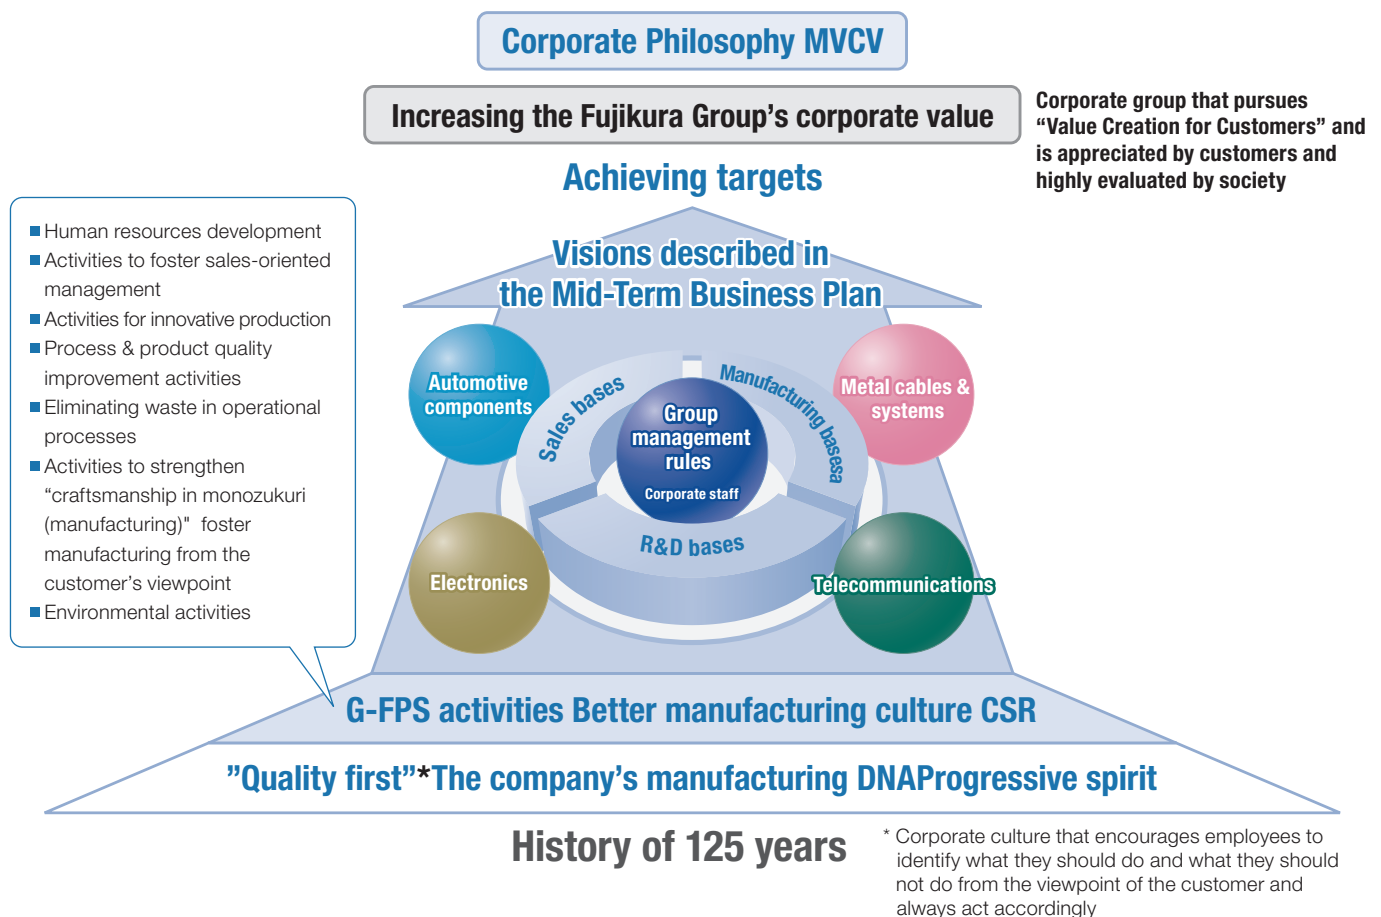 Corporate Philosophy MVCV
Increasing the Fujikura Group’s corporate value
Corporate group that pursues
“Value Creation for Customers” and
is appreciated by customers and
highly evaluated by society
Achieving targets
Visions described in
the Mid-Term Business Plan
■ Human resources development
■ Activities to foster sales-oriented
management
■ Activities for innovative production
■ Process & product quality
improvement activities
■ Eliminating waste in operational
processes
■ Activities to strengthen
“craftsmanship in monozukuri
(manufacturing)" foster
manufacturing from the
customer’s viewpoint
■ Environmental activities
Automotive
components
Sales bases
Group
management
rules
Corporate staff
Manufacturing basesa
Metal cables &
systems
R&D bases
Electronics
Telecommunications
G-FPS activities Better manufacturing culture CSR
”Quality first”*The company’s manufacturing DNAProgressive spirit
History of 125 years
* Corporate culture that encourages employees to
identify what they should do and what they should
not do from the viewpoint of the customer and
always act accordingly